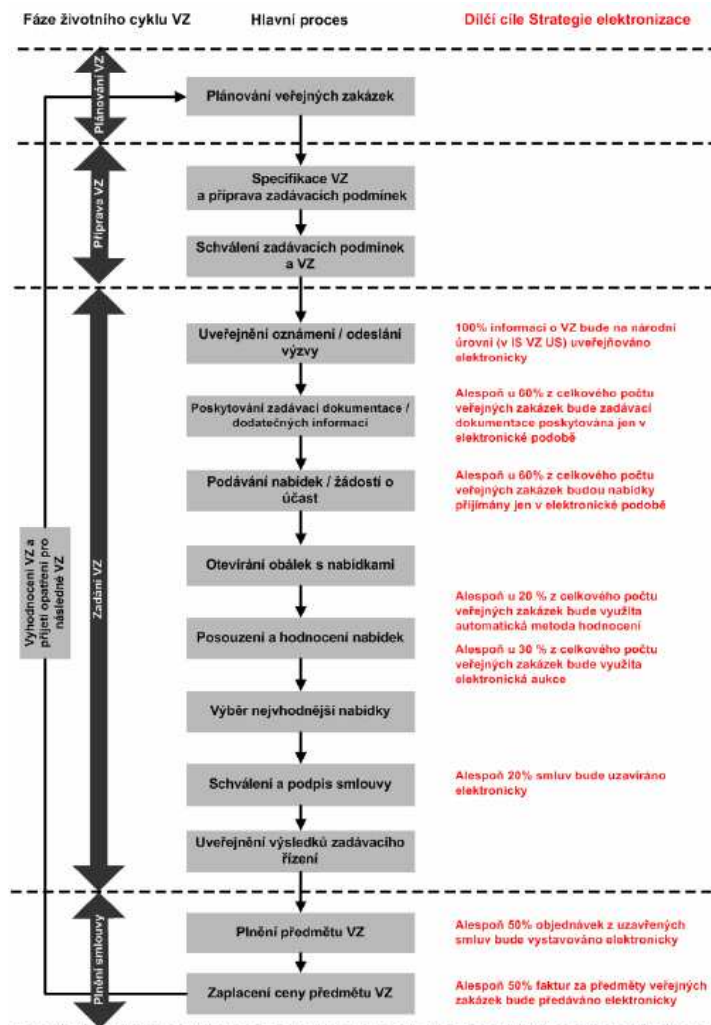 Fáze životního cyklu VZ
Hlavní proces
Dílčí cíle Strategie elektronizace
Plánování VZ
Plánování veřejných zakázek
Příprava VZ
Specifikace VZ
a příprava zadávacích podmínek
Schválení zadávacích podmínek
a VZ
Zadání VZ
Uveřejnění oznámení / odeslání
výzvy
100% informací o VZ bude na národní
úrovni (v IS VZ US) uveřejňováno
elektronicky
Poskytování zadávací dokumentace /
dodatečných informací
Alespoň u 60% z celkového počtu
veřejných zakázek bude zadávací
dokumentace poskytována jen v
elektronické podobě
Podávání nabídek / žádostí o
účast
Alespoň u 60% z celkového počtu
veřejných zakázek budou nabídky
přijímány jen v elektronické podobě
Otevírání obálek s nabídkami
Posouzení a hodnocení nabídek
Alespoň u 20 % z celkového počtu
veřejných zakázek bude využita
automatická metoda hodnocení
Alespoň u 30 % z celkového počtu
veřejných zakázek bude využita
elektronická aukce
Výběr nejvhodnější nabídky
Schválení a podpis smlouvy
Alespoň 20% smluv bude uzavíráno
elektronicky
Uveřejnění výsledků zadávacího
řízení
Vyhodnocení VZ a
přijetí opatření pro
následné VZ
Plnění smlouvy
Plnění předmětu VZ
Alespoň 50% objednávek z uzavřených
smluv bude vystavováno elektronicky
Zaplacení ceny předmětu VZ
Alespoň 50% faktur za předměty veřejných
zakázek bude předáváno elektronicky